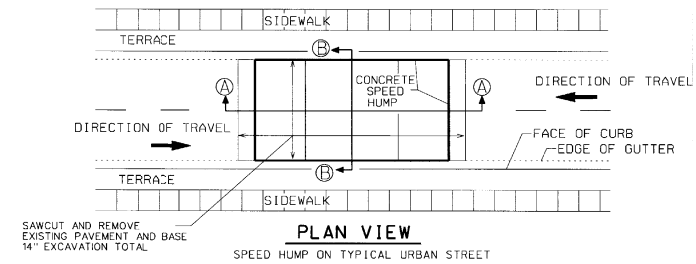 SIDEWALK
TERRACE
B
CONCRETE
SPEED
HUMP
A
A
DIRECTION OF TRAVEL
DIRECTION OF TRAVEL
FACE OF CURB
EDGE OF GUTTER
B
TERRACE
SIDEWALK
SAWCUT AND REMOVE
EXISTING PAVEMENT AND BASE
14" EXCAVATION TOTAL
PLAN VIEW
SPEED HUMP ON TYPICAL URBAN STREET